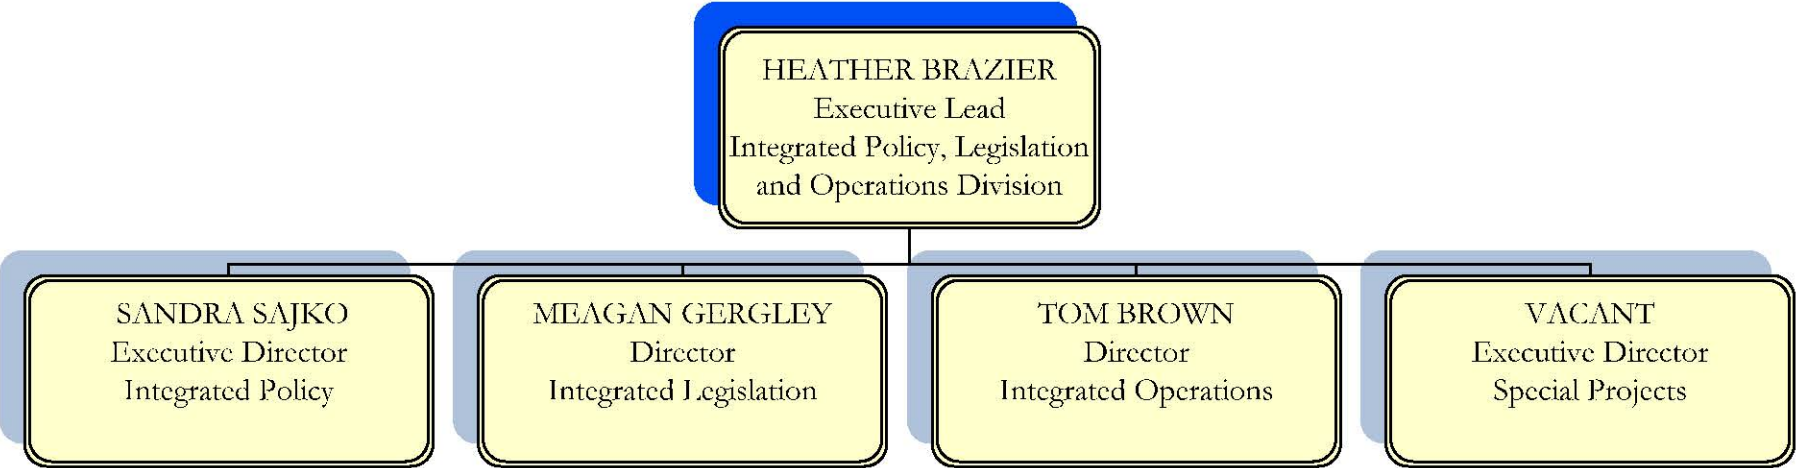 HEATHER BRAZIER
Executive Lead
Integrated Policy, Legislation
and Operations Division
SANDRA SAJKO
Executive Director
Integrated Policy
MEAGAN GERGLEY
Director
Integrated Legislation
TOM BROWN
Director
Integrated Operations
VACANT
Executive Director
Special Projects